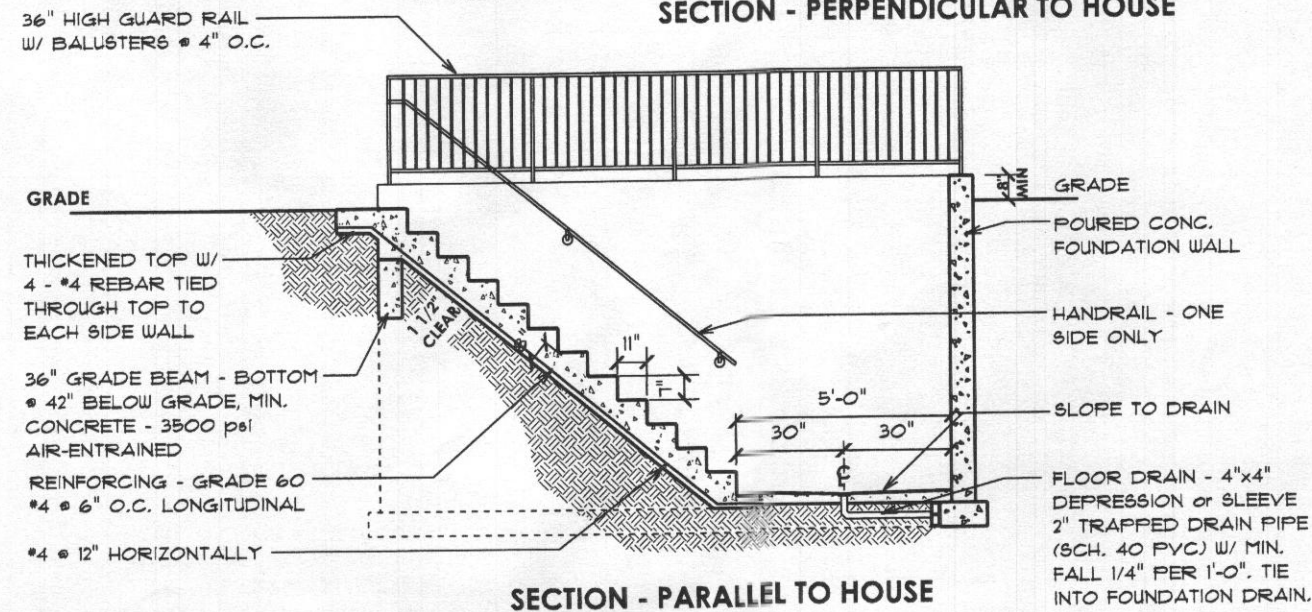 SECTION - PERPENDICULAR TO HOUSE
36" HIGH GUARD RAIL
W/ BALUSTERS @ 4" O.C.
GRADE
THICKENED TOP W/
4 - #4 REBAR TIED
THROUGH TOP TO
EACH SIDE WALL
36" GRADE BEAM - BOTTOM
@ 42" BELOW GRADE, MIN.
CONCRETE - 3500 psi
AIR-ENTRAINED
REINFORCING - GRADE 60
#4 @ 6" O.C. LONGITUDINAL
#4 @ 12" HORIZONTALLY
1 1/2"
CLEAR
8"
11"
7"
5'-0"
30"
30"
℄
8"
MIN
GRADE
POURED CONC.
FOUNDATION WALL
HANDRAIL - ONE
SIDE ONLY
SLOPE TO DRAIN
FLOOR DRAIN - 4"x4"
DEPRESSION or SLEEVE
2" TRAPPED DRAIN PIPE
(SCH. 40 PVC) W/ MIN.
FALL 1/4" PER 1'-0". TIE
INTO FOUNDATION DRAIN.
SECTION - PARALLEL TO HOUSE